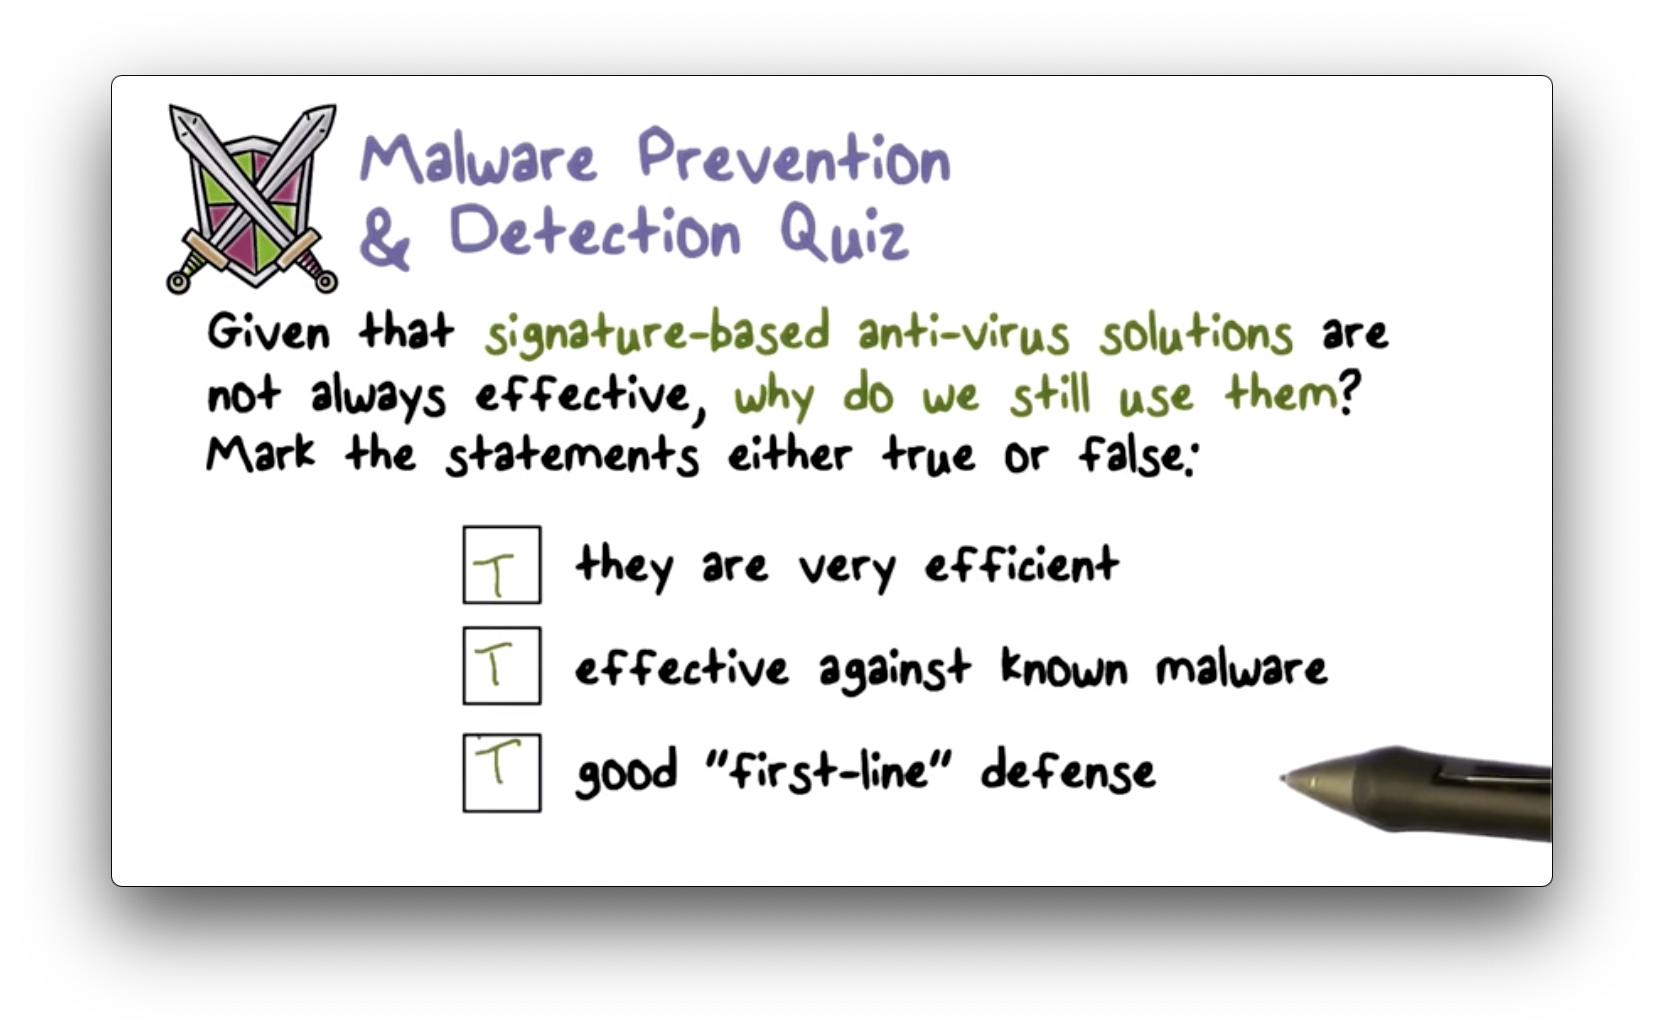 Malware Prevention
& Detection Quiz
Given that signature-based anti-virus solutions are
not always effective, why do we still use them?
Mark the statements either true or false:
T they are very efficient
T effective against known malware
T good "first-line" defense